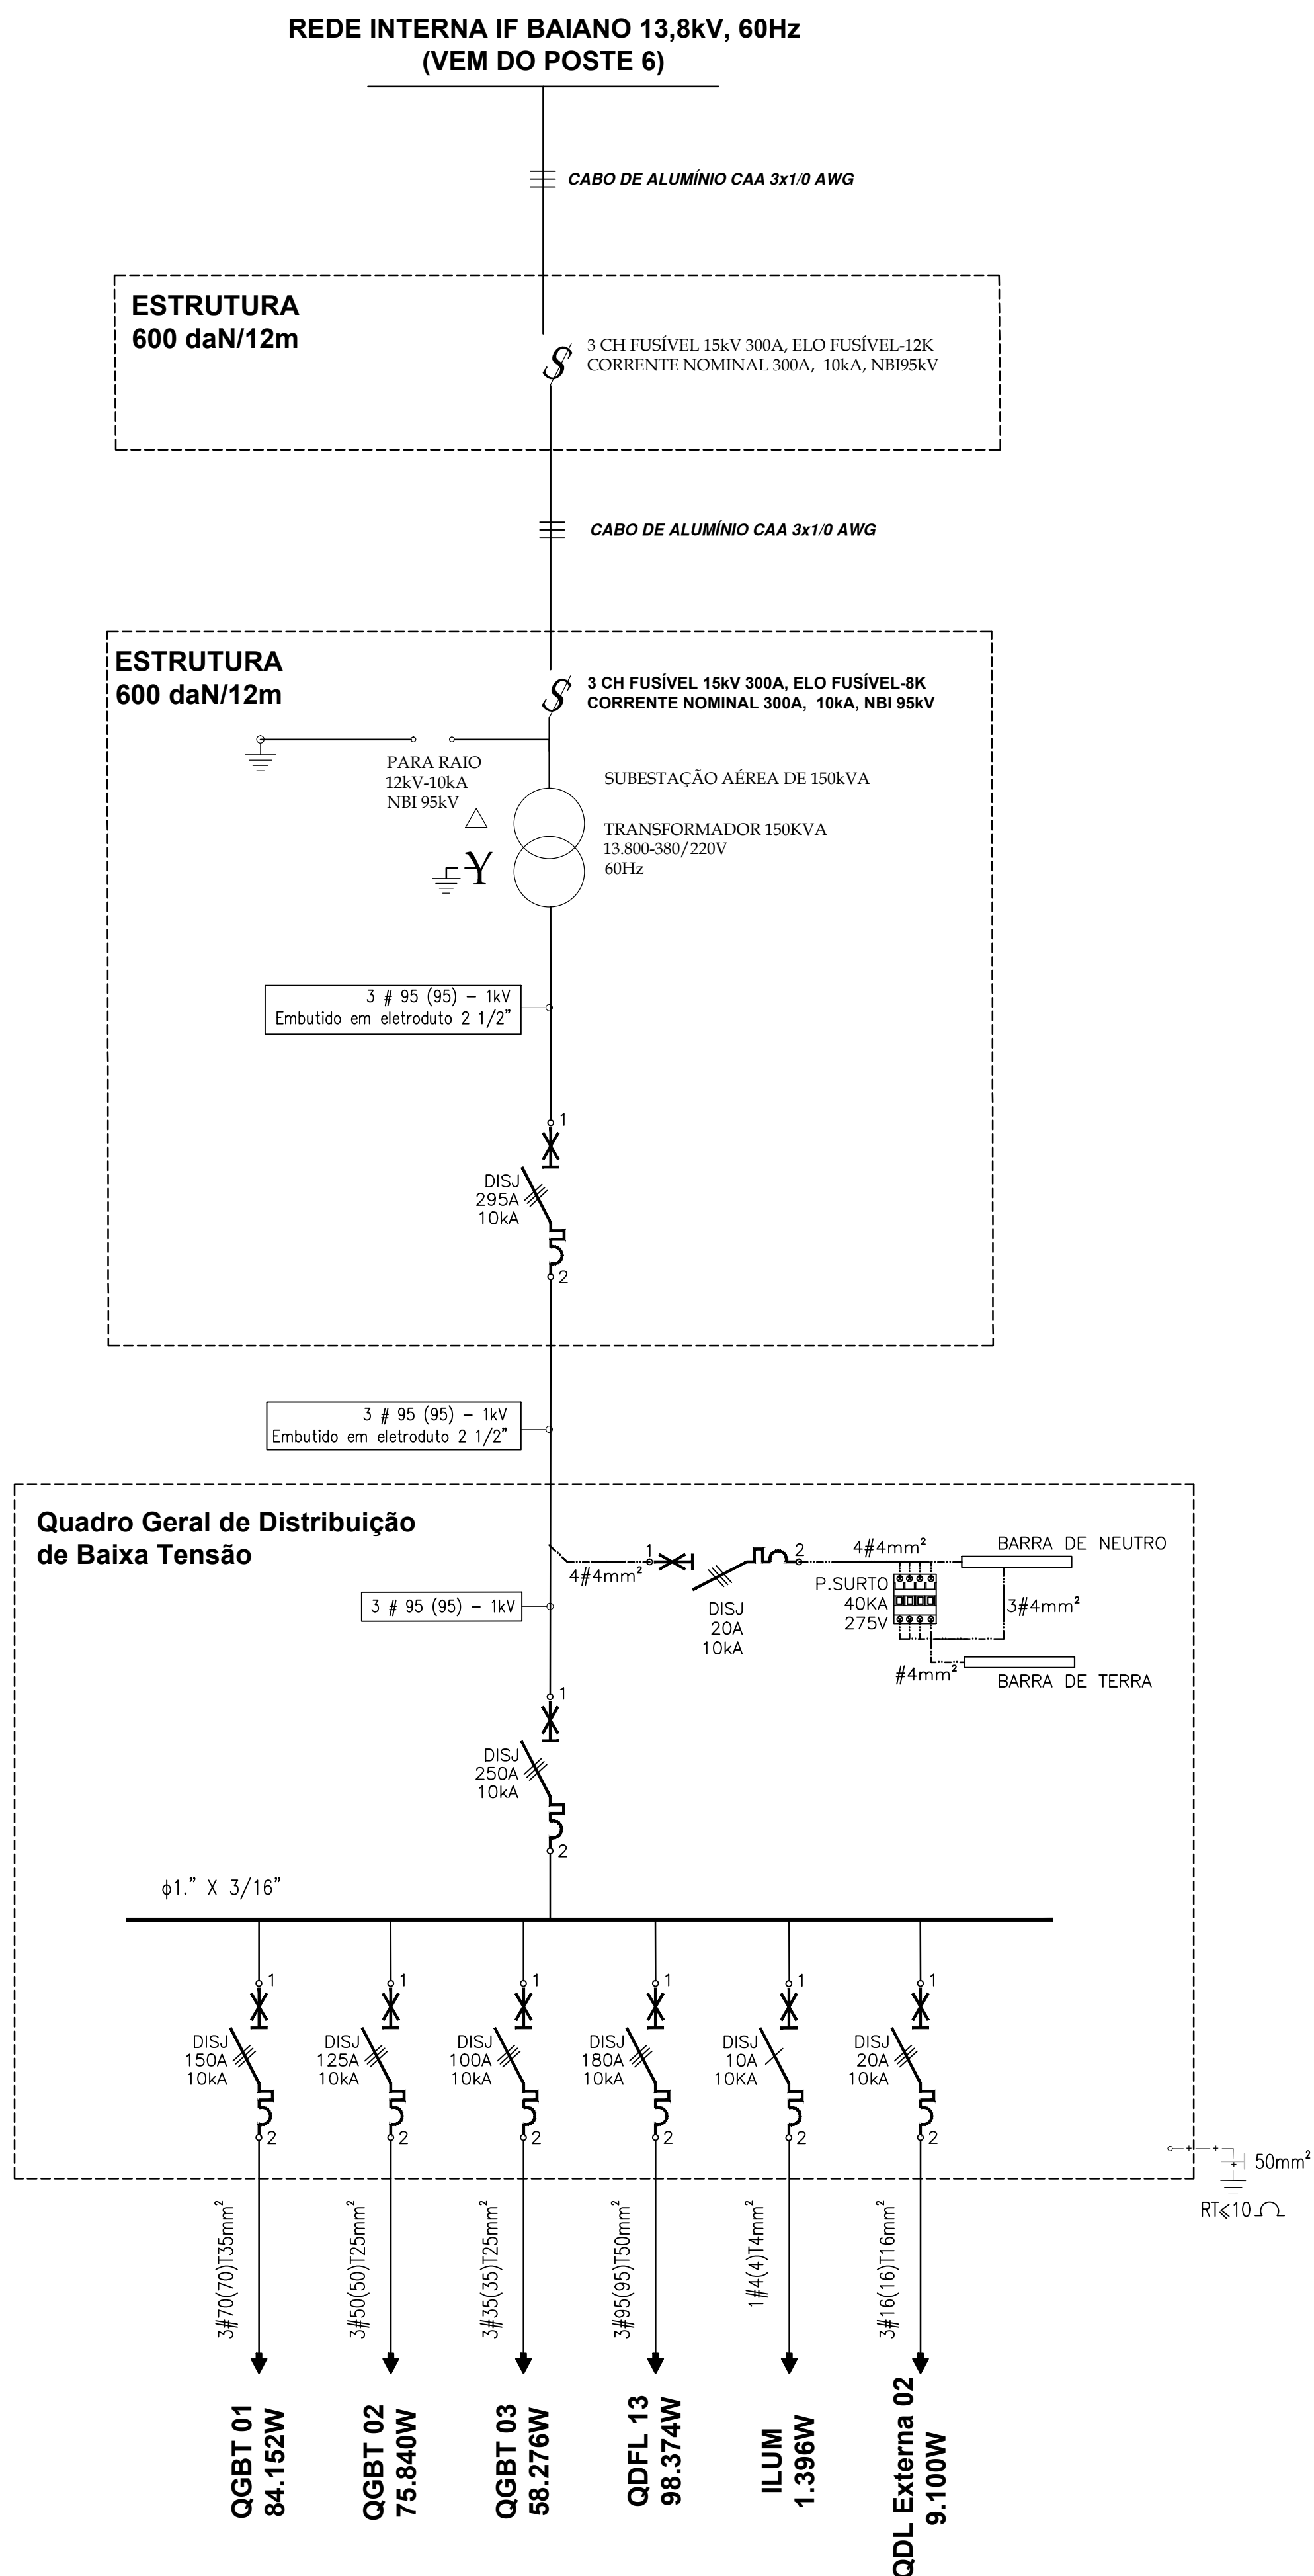 REDE INTERNA IF BAIANO 13,8kV, 60Hz
(VEM DO POSTE 6)
CABO DE ALUMÍNIO CAA 3x1/0 AWG
ESTRUTURA
600 daN/12m
3 CH FUSÍVEL 15kV 300A, ELO FUSÍVEL-12K
CORRENTE NOMINAL 300A, 10kA, NBI95kV
CABO DE ALUMÍNIO CAA 3x1/0 AWG
ESTRUTURA
600 daN/12m
3 CH FUSÍVEL 15kV 300A, ELO FUSÍVEL-8K
CORRENTE NOMINAL 300A, 10kA, NBI 95kV
PARA RAIO
12kV-10kA
NBI 95kV
SUBESTAÇÃO AÉREA DE 150kVA
TRANSFORMADOR 150KVA
13.800-380/220V
60Hz
Y
3 # 95 (95) – 1kV
Embutido em eletroduto 2 1/2"
1
DISJ
295A
10kA
2
3 # 95 (95) – 1kV
Embutido em eletroduto 2 1/2"
Quadro Geral de Distribuição
de Baixa Tensão
4#4mm²
1
DISJ
20A
10kA
2
4#4mm²
BARRA DE NEUTRO
P.SURTO
40KA
275V
3#4mm²
#4mm²
BARRA DE TERRA
3 # 95 (95) – 1kV
1
DISJ
250A
10kA
2
ϕ1." X 3/16"
1
DISJ
150A
10kA
2
1
DISJ
125A
10kA
2
1
DISJ
100A
10kA
2
1
DISJ
180A
10kA
2
1
DISJ
10A
10KA
2
1
DISJ
20A
10kA
2
50mm²
RT⩽10Ω
3#70(70)T35mm²
3#50(50)T25mm²
3#35(35)T25mm²
3#95(95)T50mm²
1#4(4)T4mm²
3#16(16)T16mm²
QGBT 01
84.152W
QGBT 02
75.840W
QGBT 03
58.276W
QDFL 13
98.374W
ILUM
1.396W
QDL Externa 02
9.100W